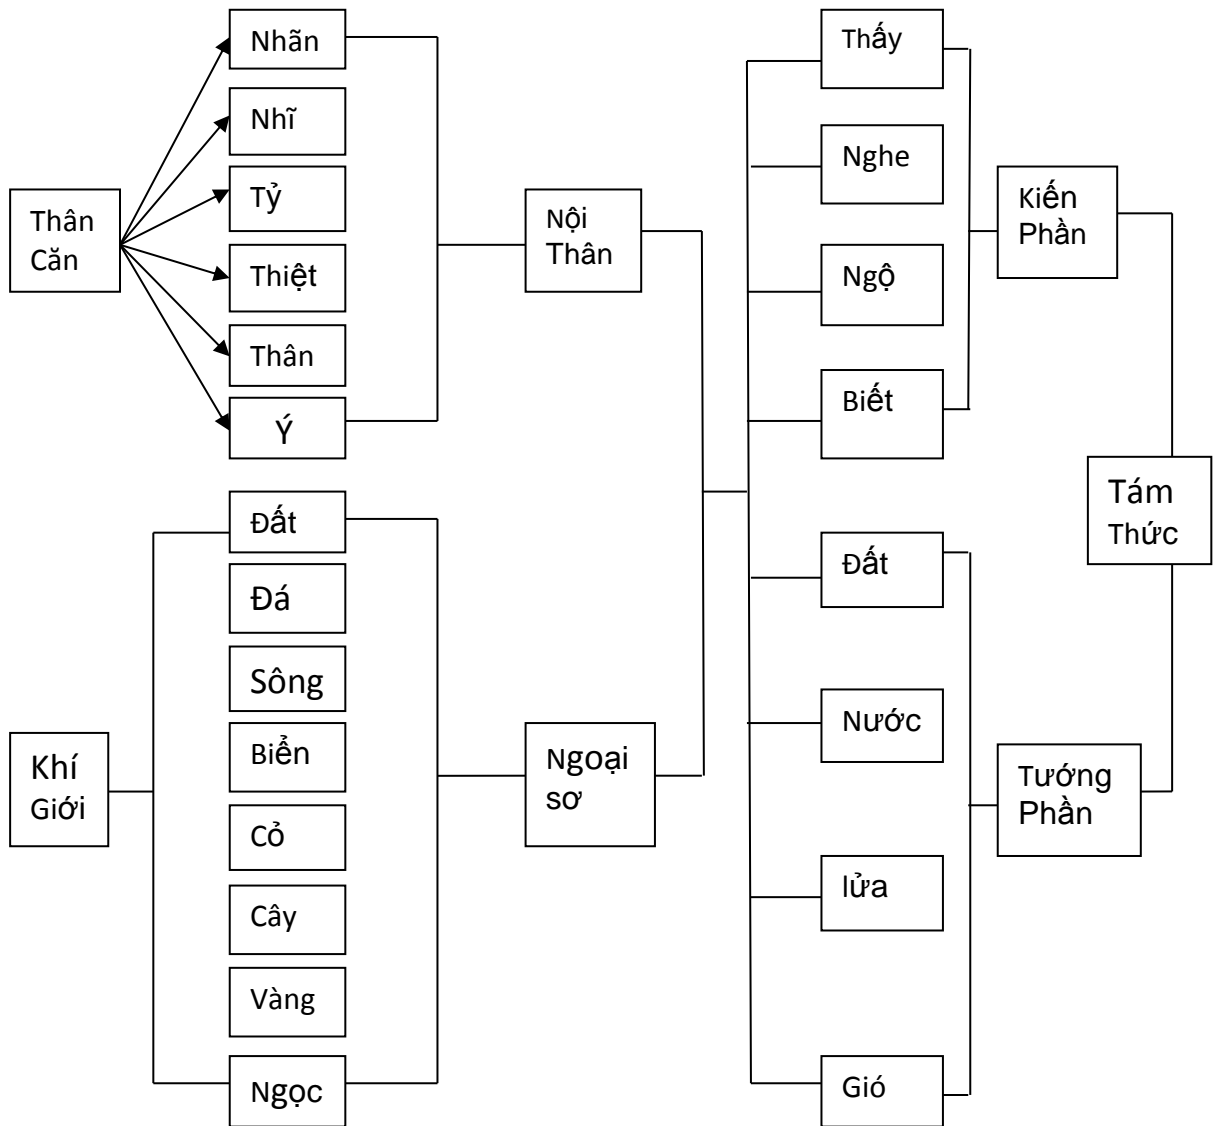 Thân
Căn
Nhãn
Nhĩ
Tỷ
Thiệt
Thân
Ý
Nội
Thân
Khí
Giới
Đất
Đá
Sông
Biển
Cỏ
Cây
Vàng
Ngọc
Ngoại
sơ
Thấy
Nghe
Ngộ
Biết
Kiến
Phần
Đất
Nước
lửa
Gió
Tướng
Phần
Tám
Thức